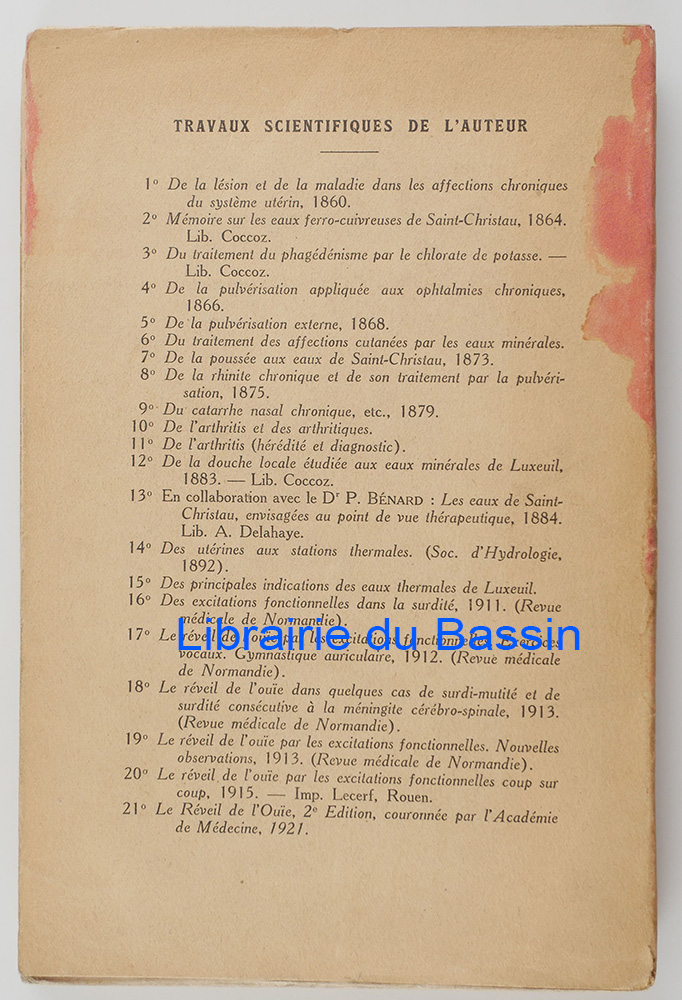 TRAVAUX SCIENTIFIQUES DE L'AUTEUR
1° De la lésion et de la maladie dans les affections chroniques
du système utérin, 1860.
2° Mémoire sur les eaux ferro-cuivreuses de Saint-Christau, 1864.
Lib. Coccoz.
3° Du traitement du phagédénisme par le chlorate de potasse. —
Lib. Coccoz.
4° De la pulvérisation appliquée aux ophtalmies chroniques,
1866.
5° De la pulvérisation externe, 1868.
6° Du traitement des affections cutanées par les eaux minérales.
7° De la poussée aux eaux de Saint-Christau, 1873.
8° De la rhinite chronique et de son traitement par la pulvéri-
sation, 1875.
9° Du catarrhe nasal chronique, etc., 1879.
10° De l'arthritis et des arthritiques.
11° De l'arthritis (hérédité et diagnostic).
12° De la douche locale étudiée aux eaux minérales de Luxeuil,
1883. — Lib. Coccoz.
13° En collaboration avec le Dr P. BÉNARD : Les eaux de Saint-
Christau, envisagées au point de vue thérapeutique, 1884.
Lib. A. Delahaye.
14° Des utérines aux stations thermales. (Soc. d'Hydrologie,
1892).
15° Des principales indications des eaux thermales de Luxeuil.
16° Des excitations fonctionnelles dans la surdité, 1911. (Revue
médicale de Normandie).
Librairie du Bassin
17° Le réveil de l'ouïe par les excitations fonctionnelles. Exercices
vocaux. Gymnastique auriculaire, 1912. (Revue médicale
de Normandie).
18° Le réveil de l'ouïe dans quelques cas de surdi-mutité et de
surdité consécutive à la méningite cérébro-spinale, 1913.
(Revue médicale de Normandie).
19° Le réveil de l'ouïe par les excitations fonctionnelles. Nouvelles
observations, 1913. (Revue médicale de Normandie).
20° Le réveil de l'ouïe par les excitations fonctionnelles coup sur
coup, 1915. — Imp. Lecerf, Rouen.
21° Le Réveil de l'Ouïe, 2e Edition, couronnée par l'Académie
de Médecine, 1921.
Librairie du Bassin